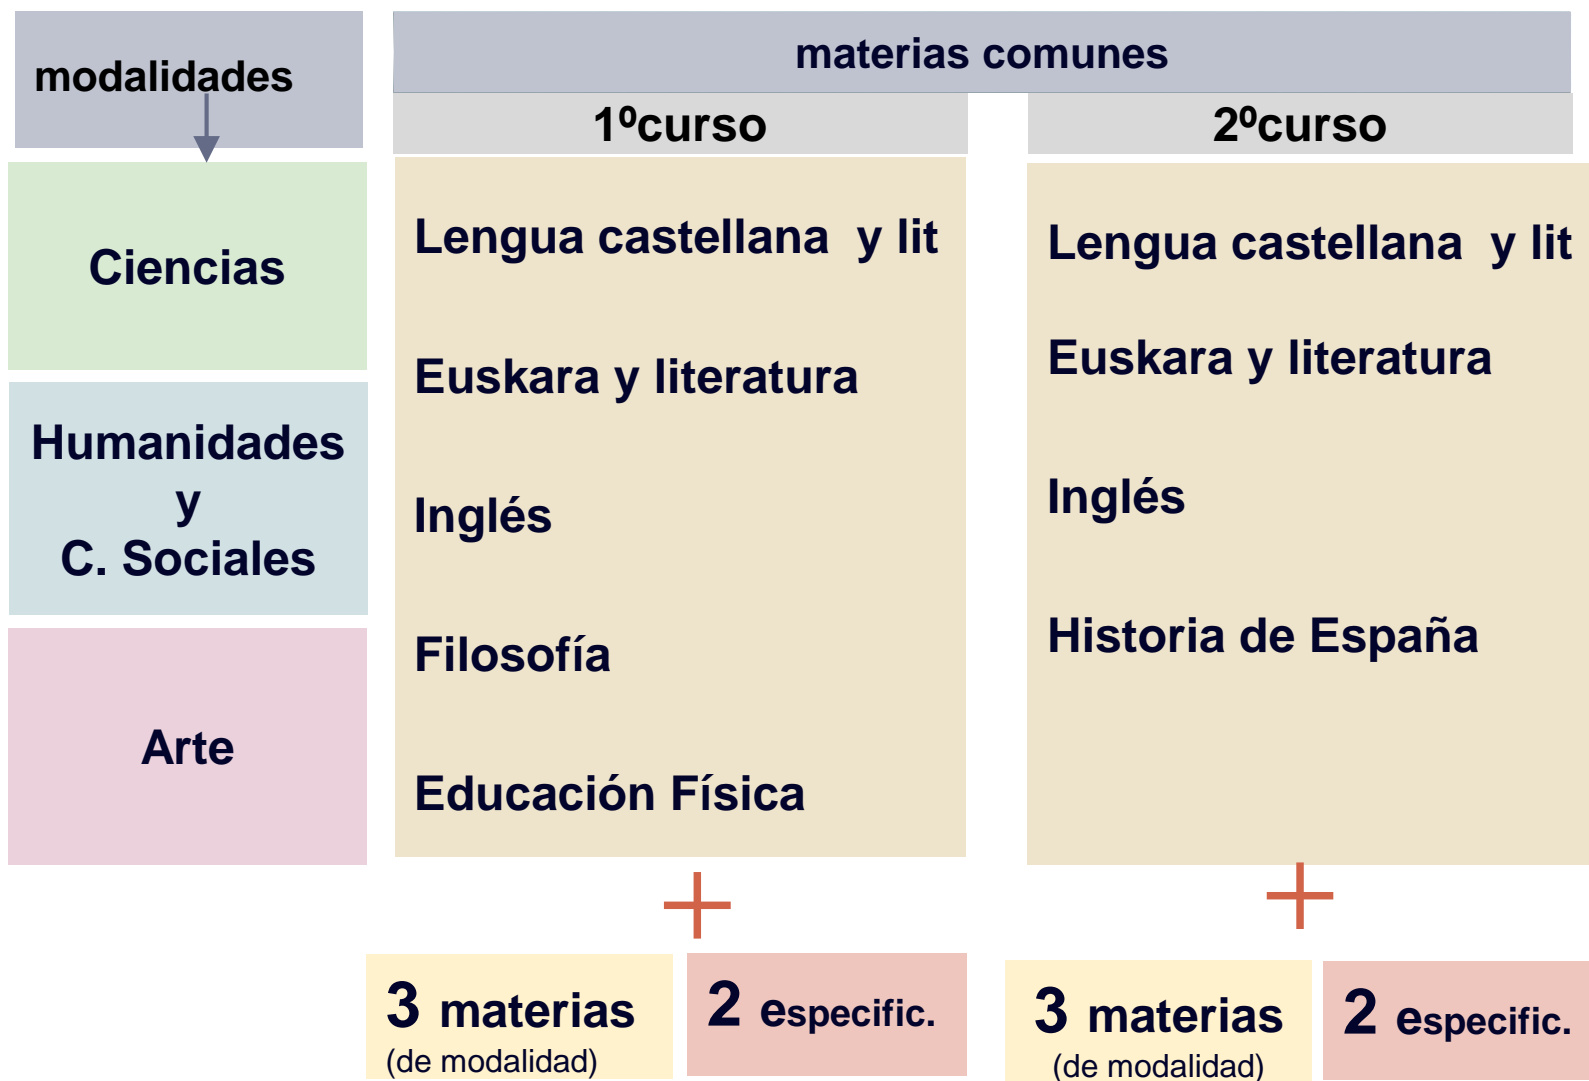 modalidades
materias comunes
1ºcurso
2ºcurso
Ciencias
Humanidades
y
C. Sociales
Arte
Lengua castellana y lit
Euskara y literatura
Inglés
Filosofía
Educación Física
Lengua castellana y lit
Euskara y literatura
Inglés
Historia de España
3 materias
(de modalidad)
2 especific.
3 materias
(de modalidad)
2 especific.